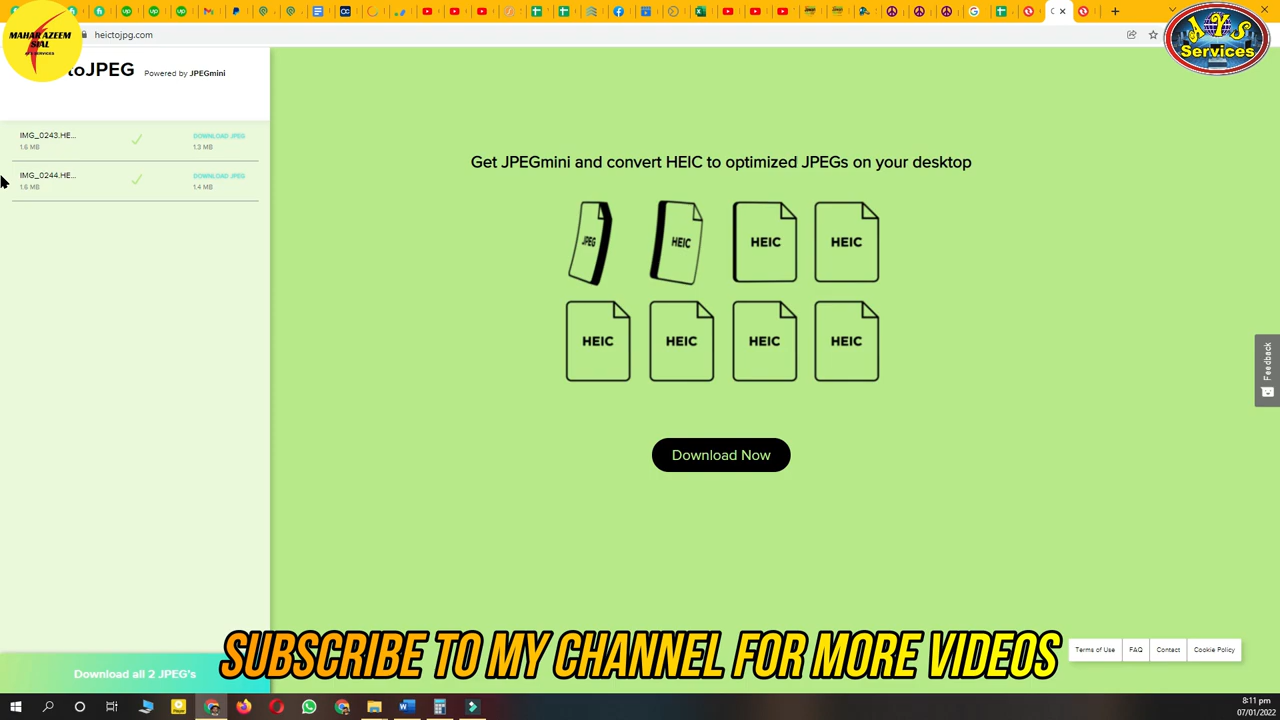 MAHAR AZEEM
SIAL
AYS
Services
heictojpg.com
toJPEG Powered by JPEGmini
IMG_0243.HE...
DOWNLOAD JPEG
1.6 MB
1.3 MB
IMG_0244.HE...
DOWNLOAD JPEG
1.6 MB
1.4 MB
Get JPEGmini and convert HEIC to optimized JPEGs on your desktop
JPEG HEIC HEIC HEIC
HEIC HEIC HEIC HEIC
Download Now
Feedback
Terms of Use FAQ Contact Cookie Policy
SUBSCRIBE TO MY CHANNEL FOR MORE VIDEOS
Download all 2 JPEG's
8:11 pm
07/01/2022